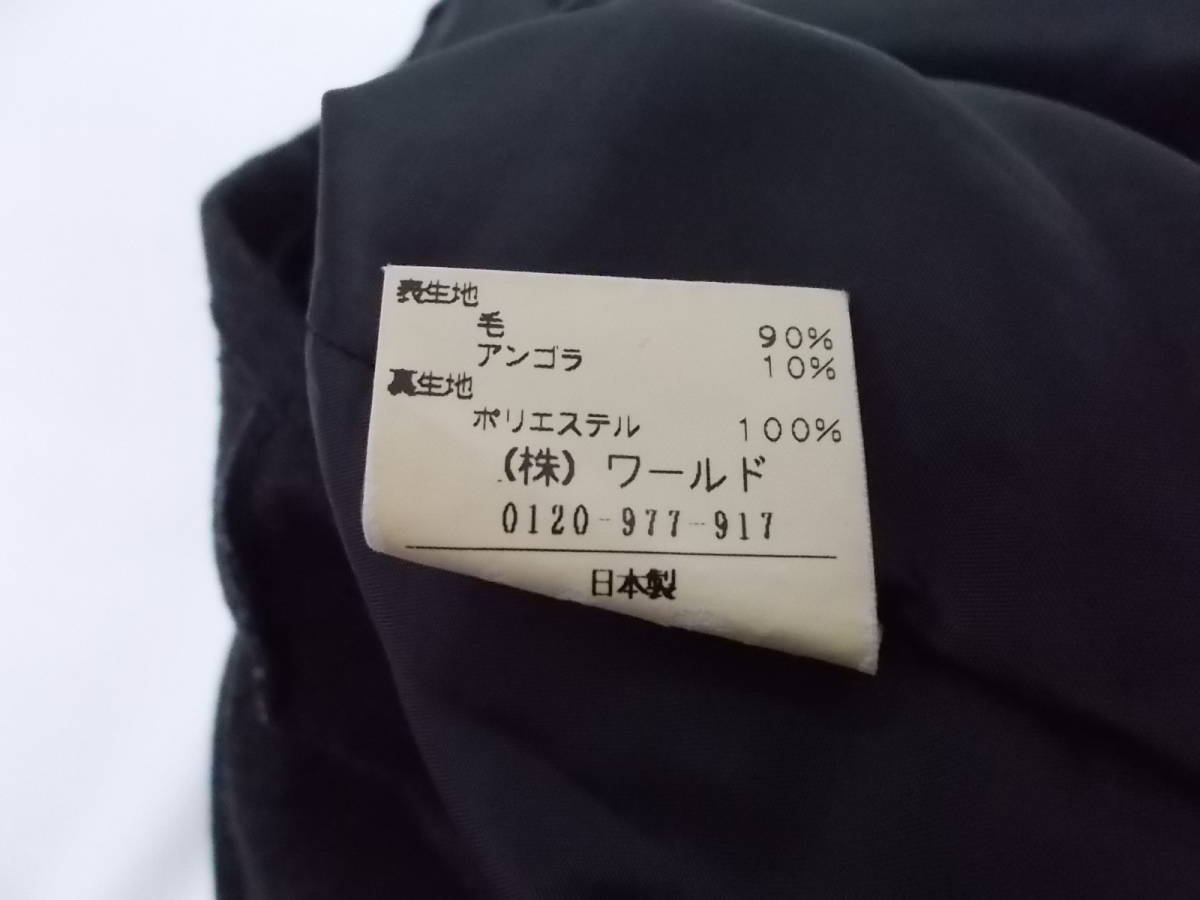 表生地
毛 90%
アンゴラ 10%
裏生地
ポリエステル 100%
(株) ワールド
0120-977-917
日本製